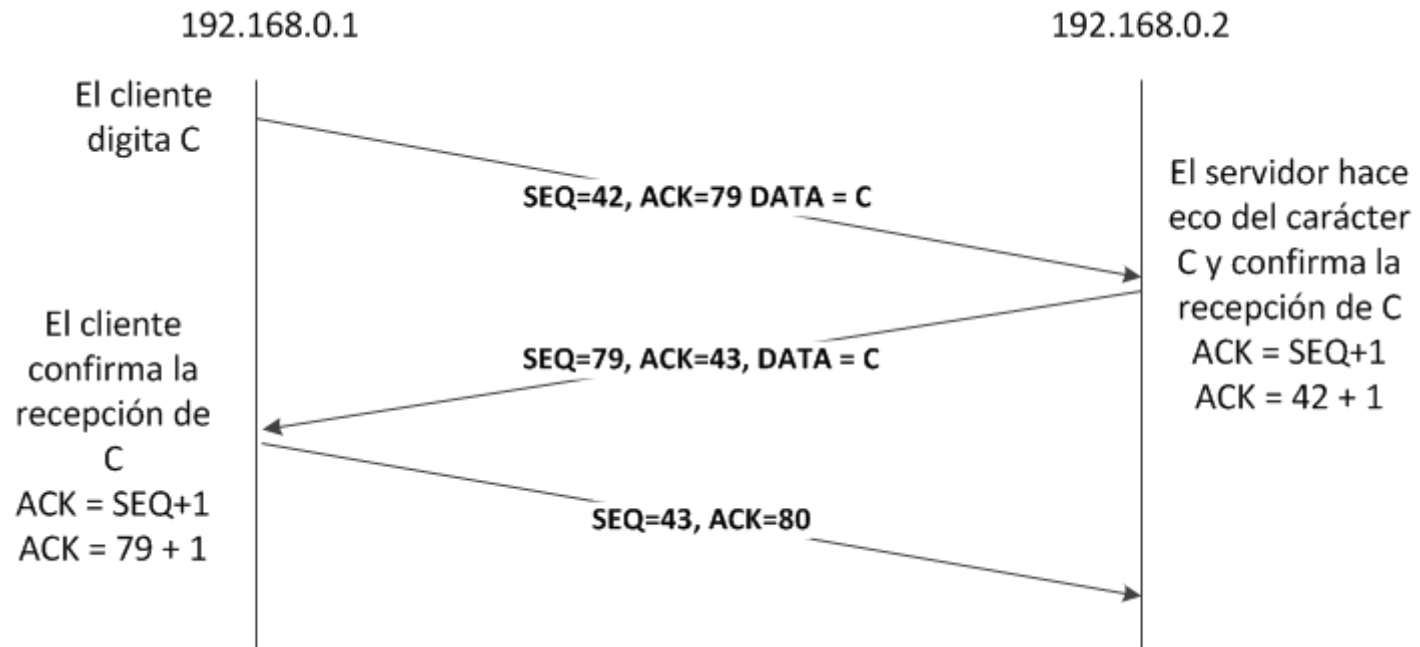 192.168.0.1
192.168.0.2
El cliente
digita C
SEQ=42, ACK=79 DATA = C
El servidor hace
eco del carácter
C y confirma la
recepción de C
ACK = SEQ+1
ACK = 42 + 1
SEQ=79, ACK=43, DATA = C
El cliente
confirma la
recepción de
C
ACK = SEQ+1
ACK = 79 + 1
SEQ=43, ACK=80